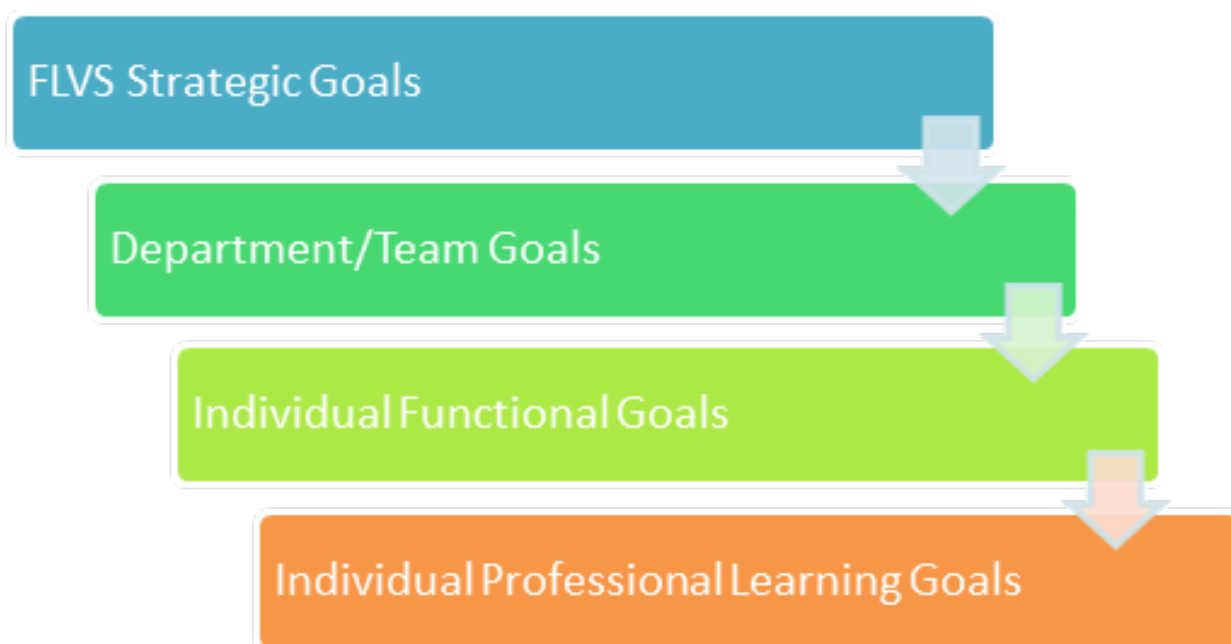 FLVS Strategic Goals
Department/Team Goals
Individual Functional Goals
Individual Professional Learning Goals